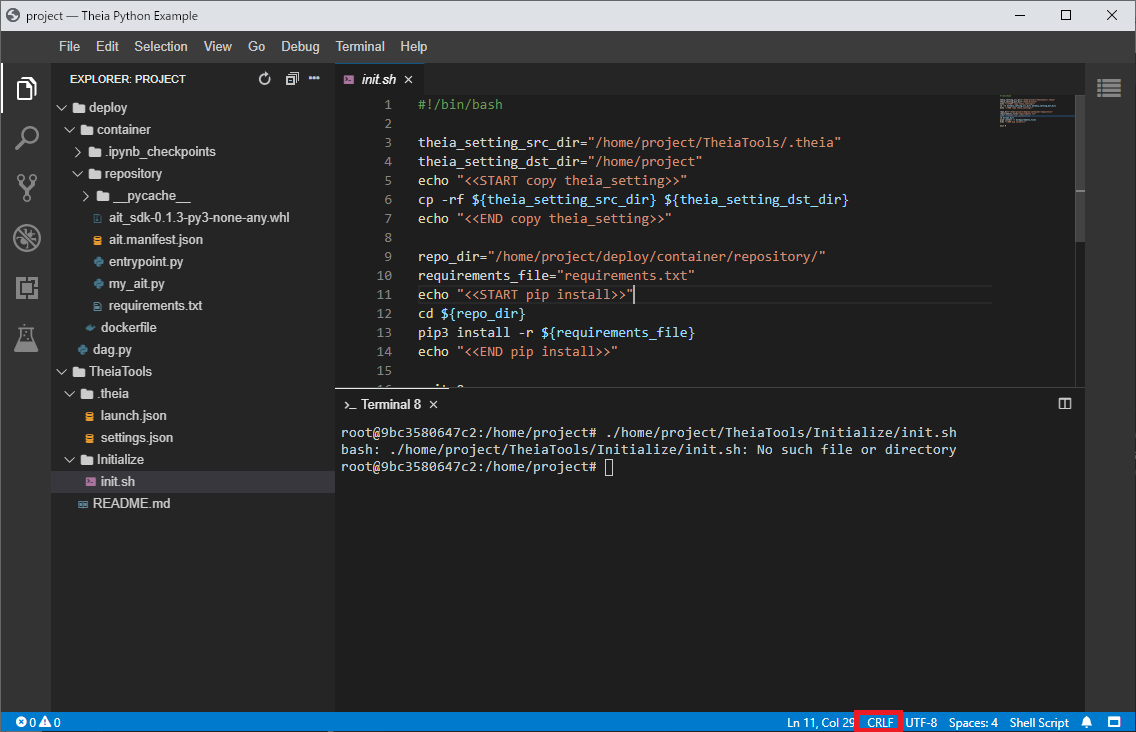 project — Theia Python Example
File Edit Selection View Go Debug Terminal Help
EXPLORER: PROJECT
deploy
container
.ipynb_checkpoints
repository
__pycache__
ait_sdk-0.1.3-py3-none-any.whl
ait.manifest.json
entrypoint.py
my_ait.py
requirements.txt
dockerfile
dag.py
TheiaTools
.theia
launch.json
settings.json
Initialize
init.sh
README.md
init.sh
1 #!/bin/bash
2
3 theia_setting_src_dir="/home/project/TheiaTools/.theia"
4 theia_setting_dst_dir="/home/project"
5 echo "<<START copy theia_setting>>"
6 cp -rf ${theia_setting_src_dir} ${theia_setting_dst_dir}
7 echo "<<END copy theia_setting>>"
8
9 repo_dir="/home/project/deploy/container/repository/"
10 requirements_file="requirements.txt"
11 echo "<<START pip install>>"
12 cd ${repo_dir}
13 pip3 install -r ${requirements_file}
14 echo "<<END pip install>>"
15
Terminal 8
root@9bc3580647c2:/home/project# ./home/project/TheiaTools/Initialize/init.sh
bash: ./home/project/TheiaTools/Initialize/init.sh: No such file or directory
root@9bc3580647c2:/home/project#
0 0 Ln 11, Col 29 CRLF UTF-8 Spaces: 4 Shell Script